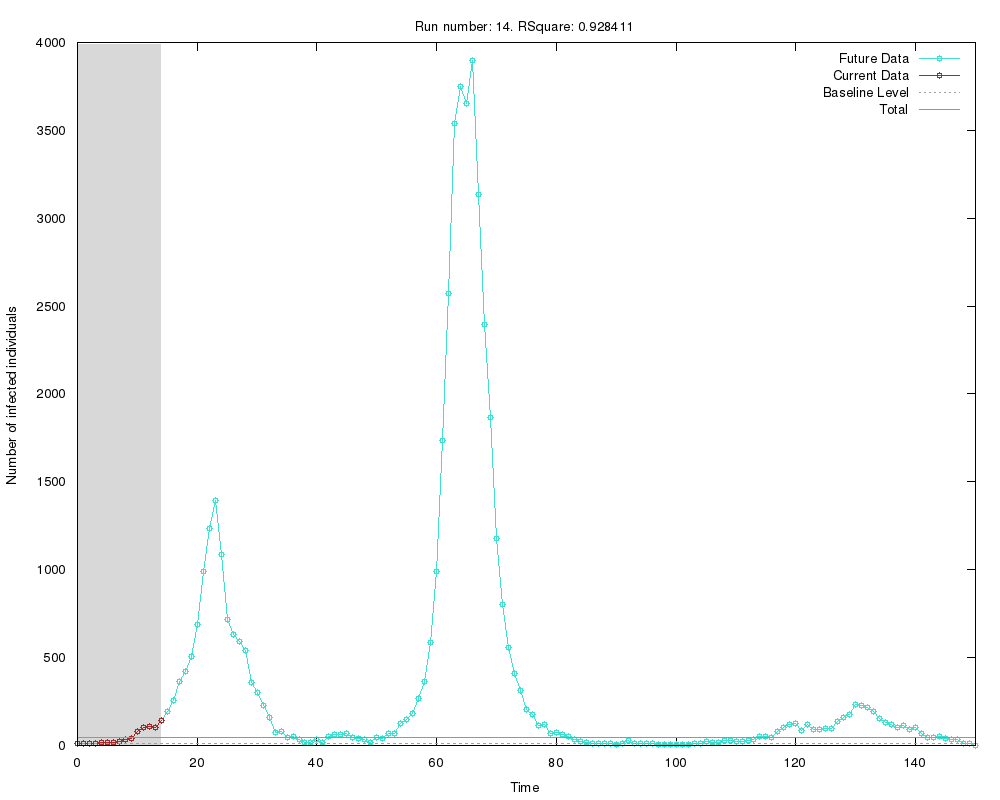 Run number: 14. RSquare: 0.928411
Future Data
Current Data
Baseline Level
Total
4000
3500
3000
2500
2000
1500
1000
500
0
Number of infected individuals
0 20 40 60 80 100 120 140
Time